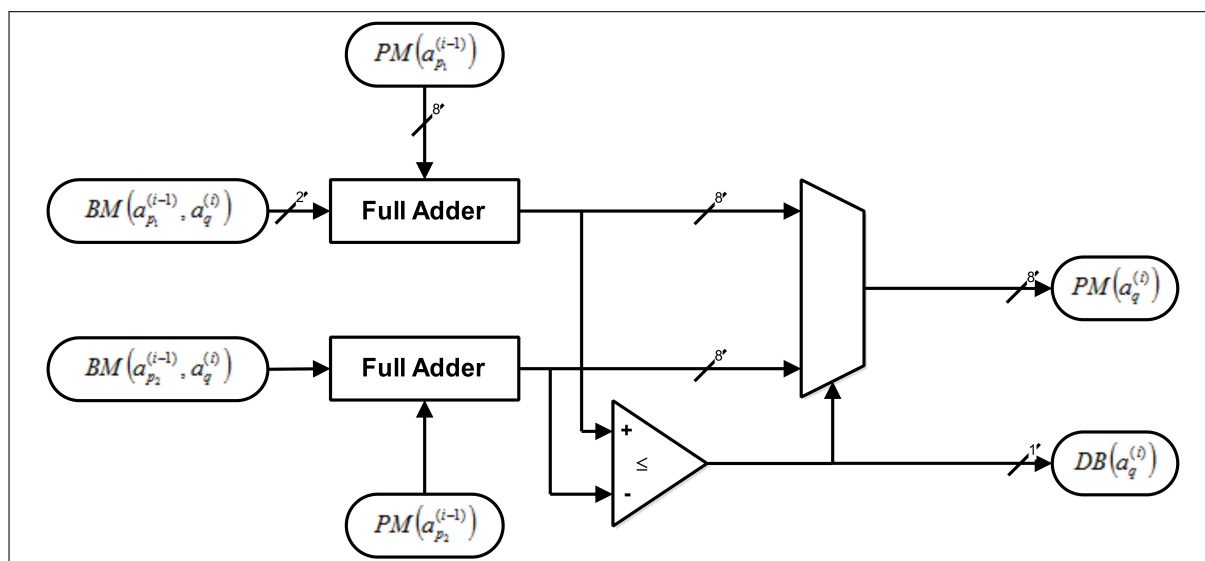 PM(a_{p_1}^{(i-1)})
8'
BM(a_{p_1}^{(i-1)}, a_q^{(i)})
2'
Full Adder
8'
8'
PM(a_q^{(i)})
BM(a_{p_2}^{(i-1)}, a_q^{(i)})
Full Adder
8'
+
≤
-
1'
DB(a_q^{(i)})
PM(a_{p_2}^{(i-1)})